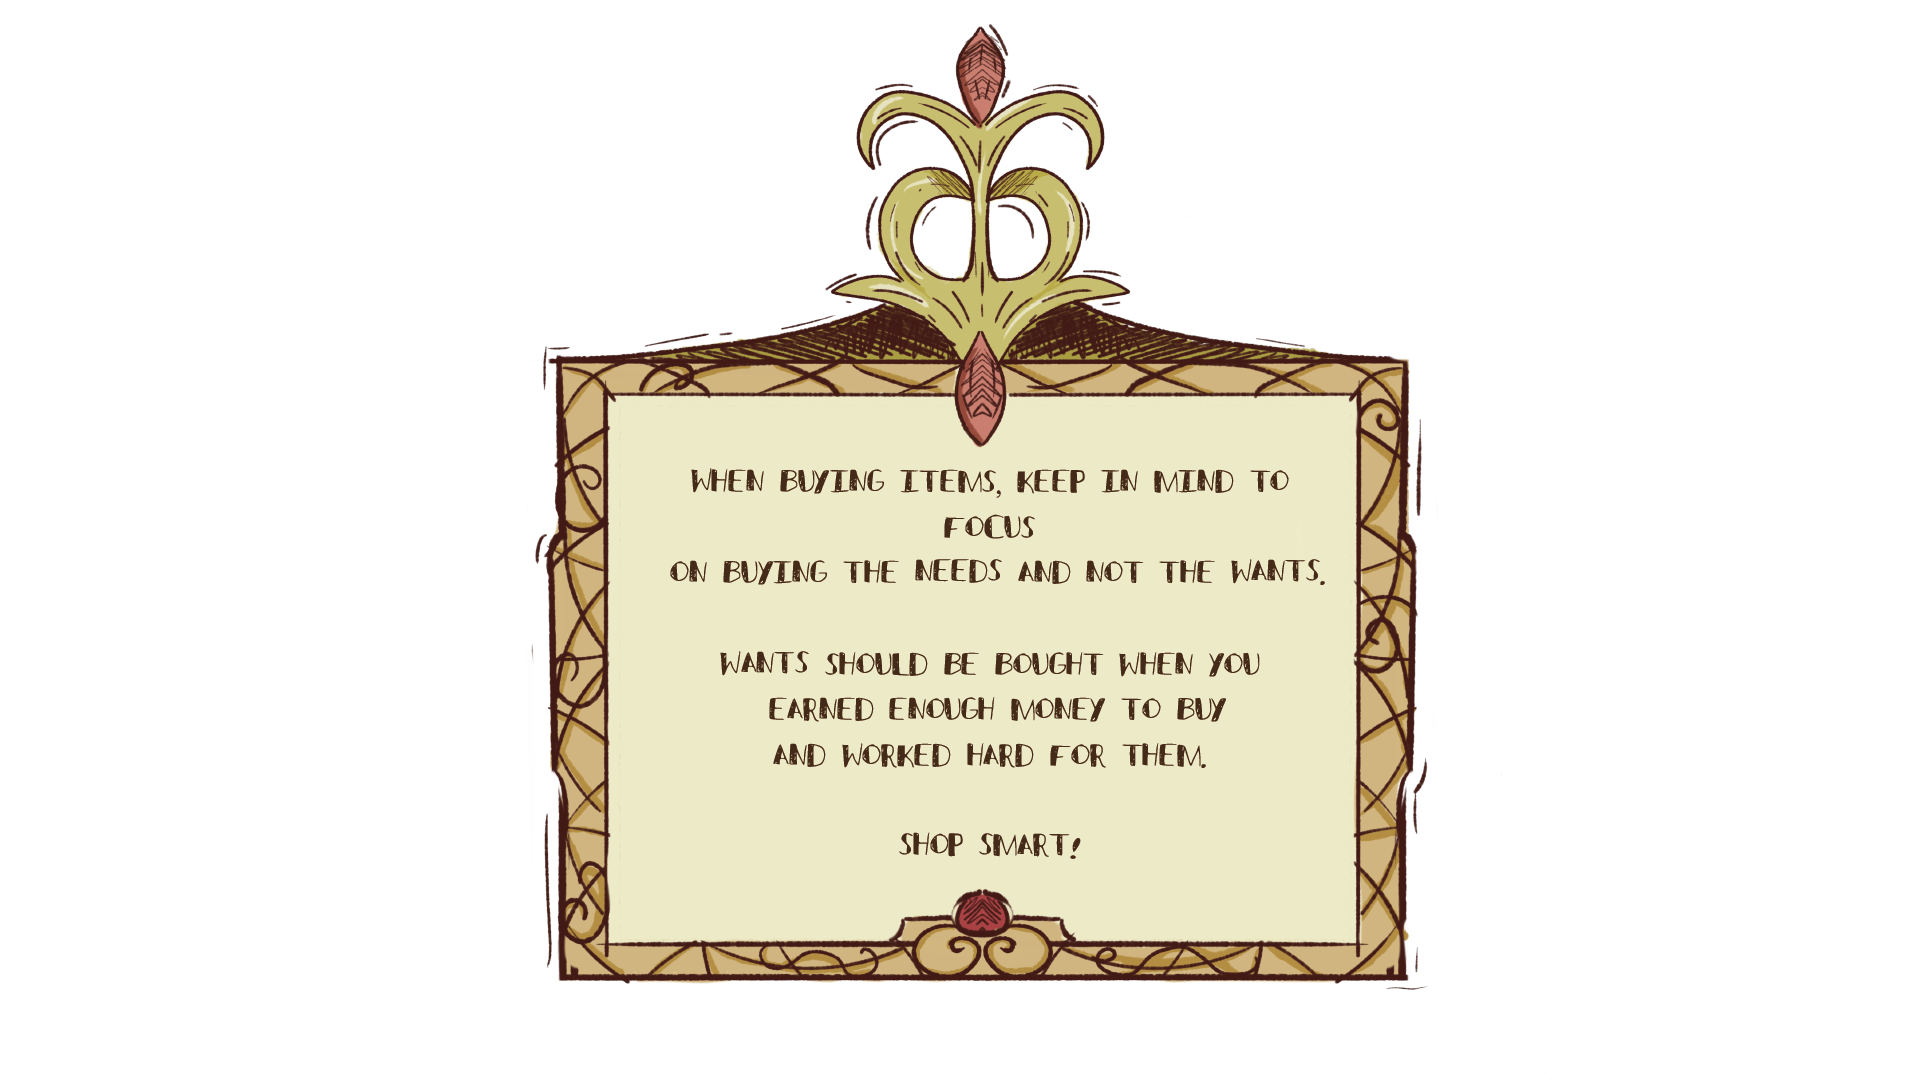 WHEN BUYING ITEMS, KEEP IN MIND TO
FOCUS
ON BUYING THE NEEDS AND NOT THE WANTS.
WANTS SHOULD BE BOUGHT WHEN YOU
EARNED ENOUGH MONEY TO BUY
AND WORKED HARD FOR THEM.
SHOP SMART!